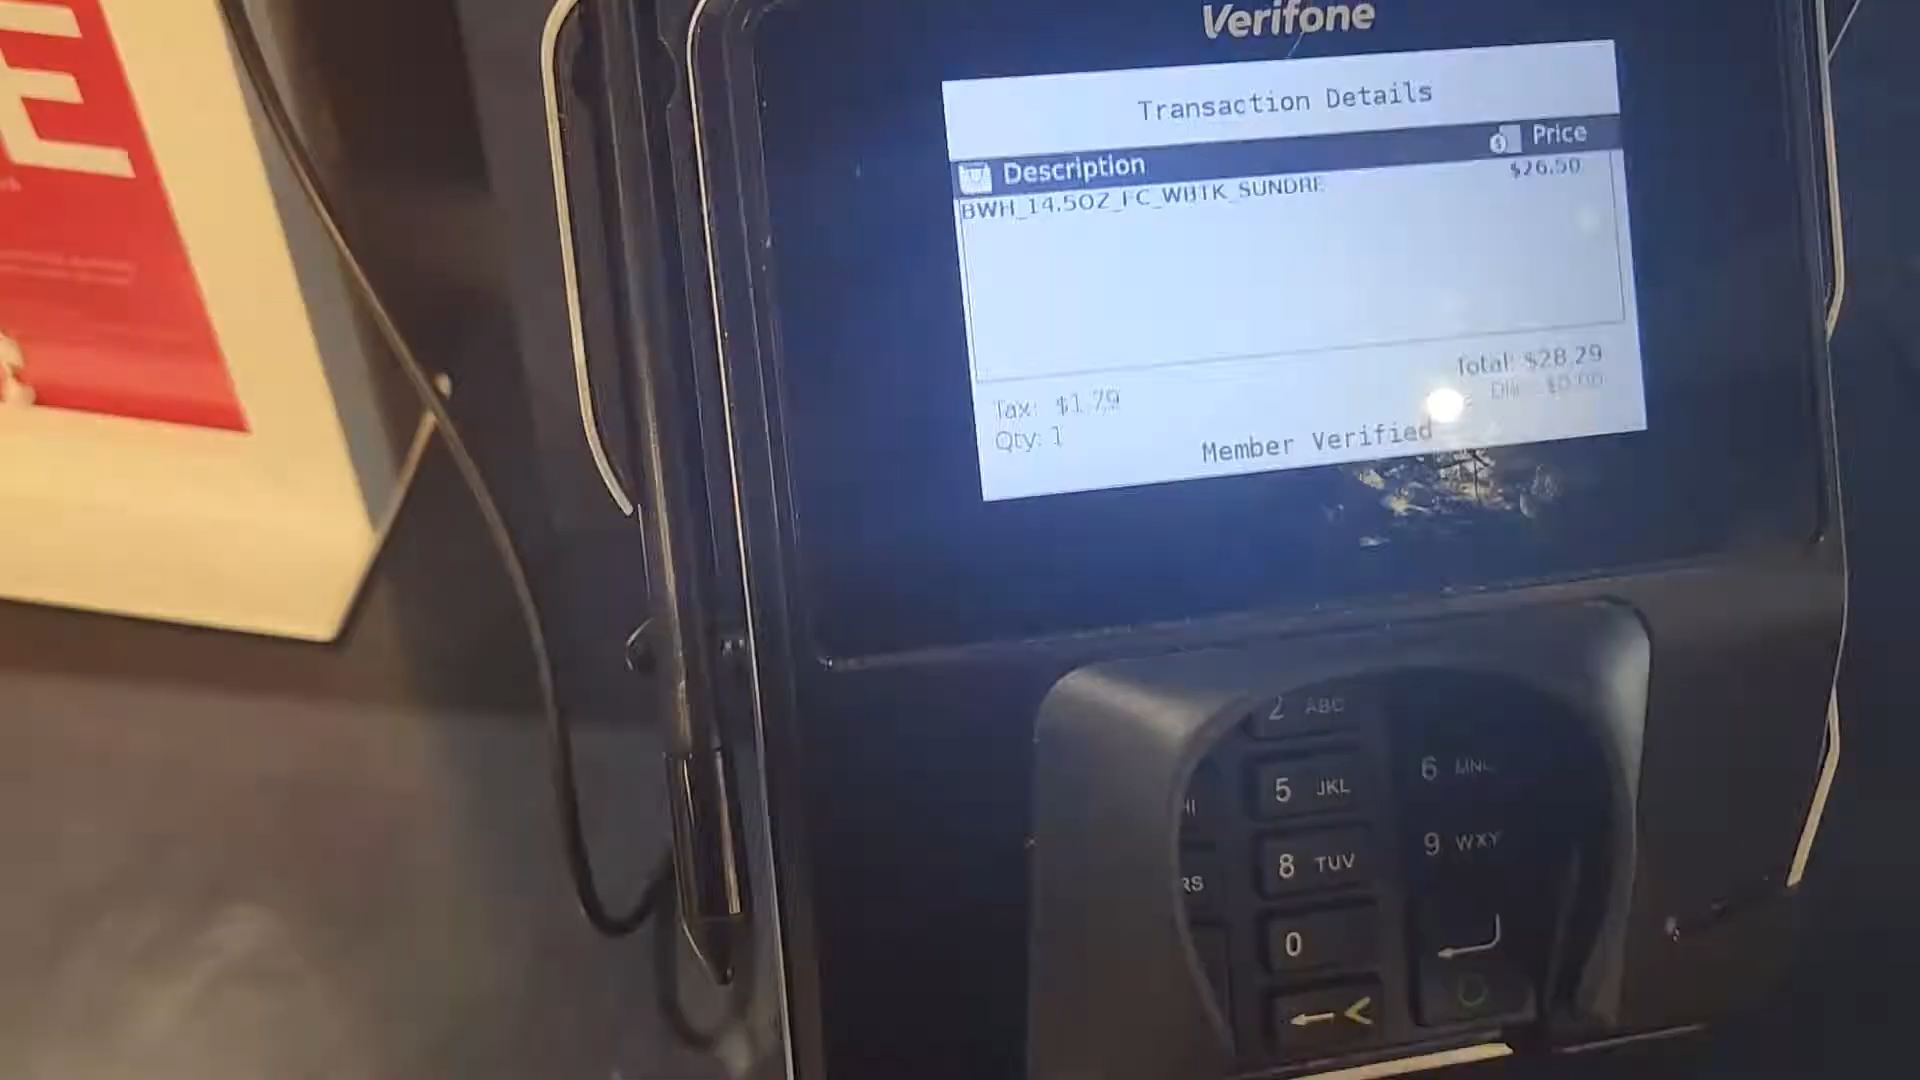 E
Verifone
Transaction Details
Description Price
BWH_14.5OZ_FC_WBTK_SUNDRE $26.50
Total: $28.29
Tax: $1.79
Qty: 1
Member Verified
2 ABC
5 JKL
6
8 TUV
9 WXY
RS
0